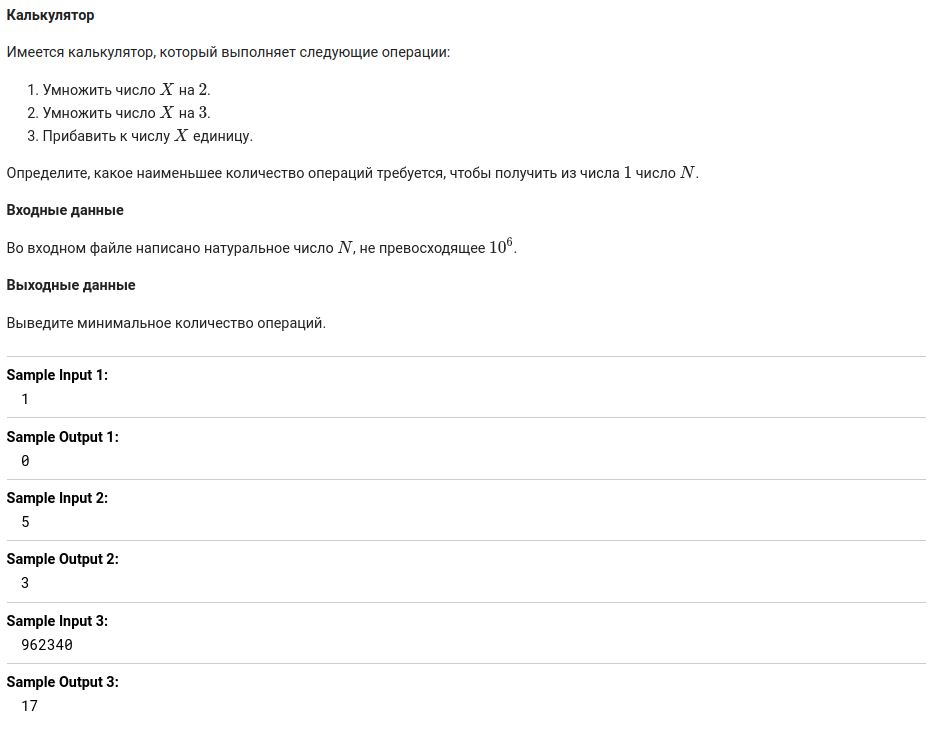 Калькулятор
Имеется калькулятор, который выполняет следующие операции:
1. Умножить число X на 2.
2. Умножить число X на 3.
3. Прибавить к числу X единицу.
Определите, какое наименьшее количество операций требуется, чтобы получить из числа 1 число N.
Входные данные
Во входном файле написано натуральное число N, не превосходящее 10⁶.
Выходные данные
Выведите минимальное количество операций.
Sample Input 1:
1
Sample Output 1:
0
Sample Input 2:
5
Sample Output 2:
3
Sample Input 3:
962340
Sample Output 3:
17